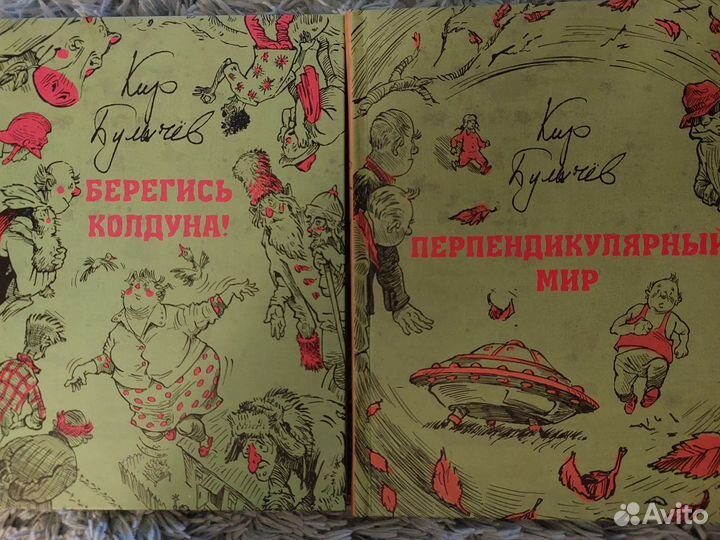 Кир
Булычёв
БЕРЕГИСЬ
КОЛДУНА!
Кир
Булычёв
ПЕРПЕНДИКУЛЯРНЫЙ
МИР
Avito